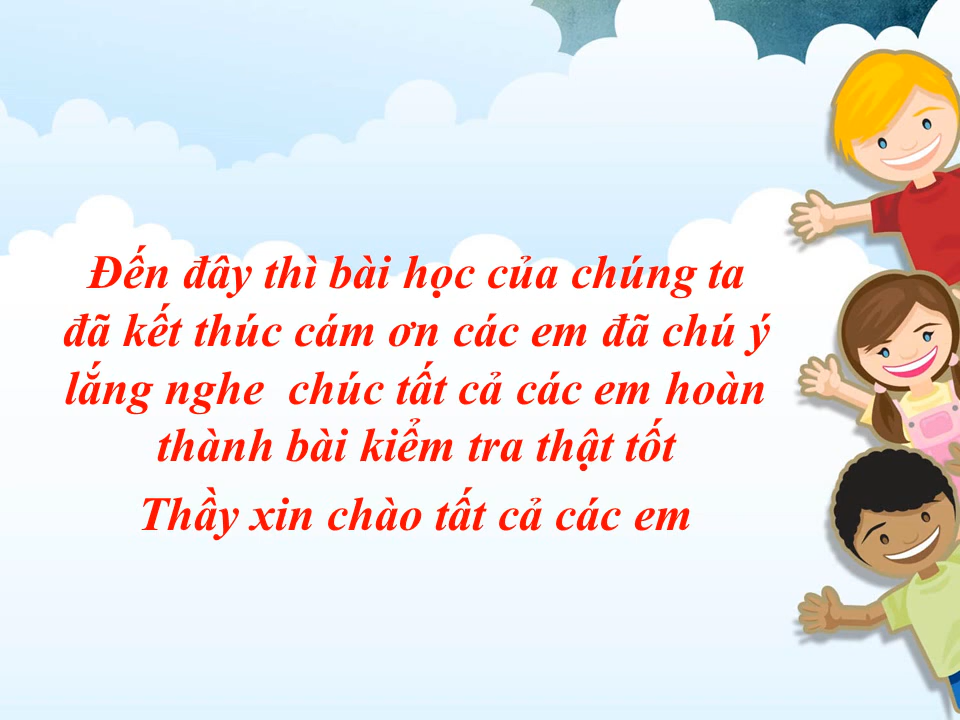 Đến đây thì bài học của chúng ta
đã kết thúc cám ơn các em đã chú ý
lắng nghe  chúc tất cả các em hoàn
thành bài kiểm tra thật tốt
Thầy xin chào tất cả các em